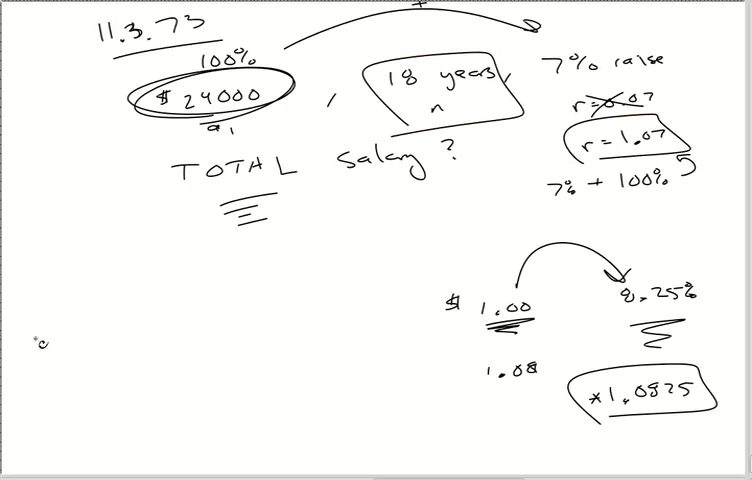 11.3.73
100%
$ 24000 , 18 years, 7% raise
a₁ n r=0.07
r = 1.07
TOTAL Salary ?
7% + 100%
$ 1.00 8.25%
1.08 *1.0825